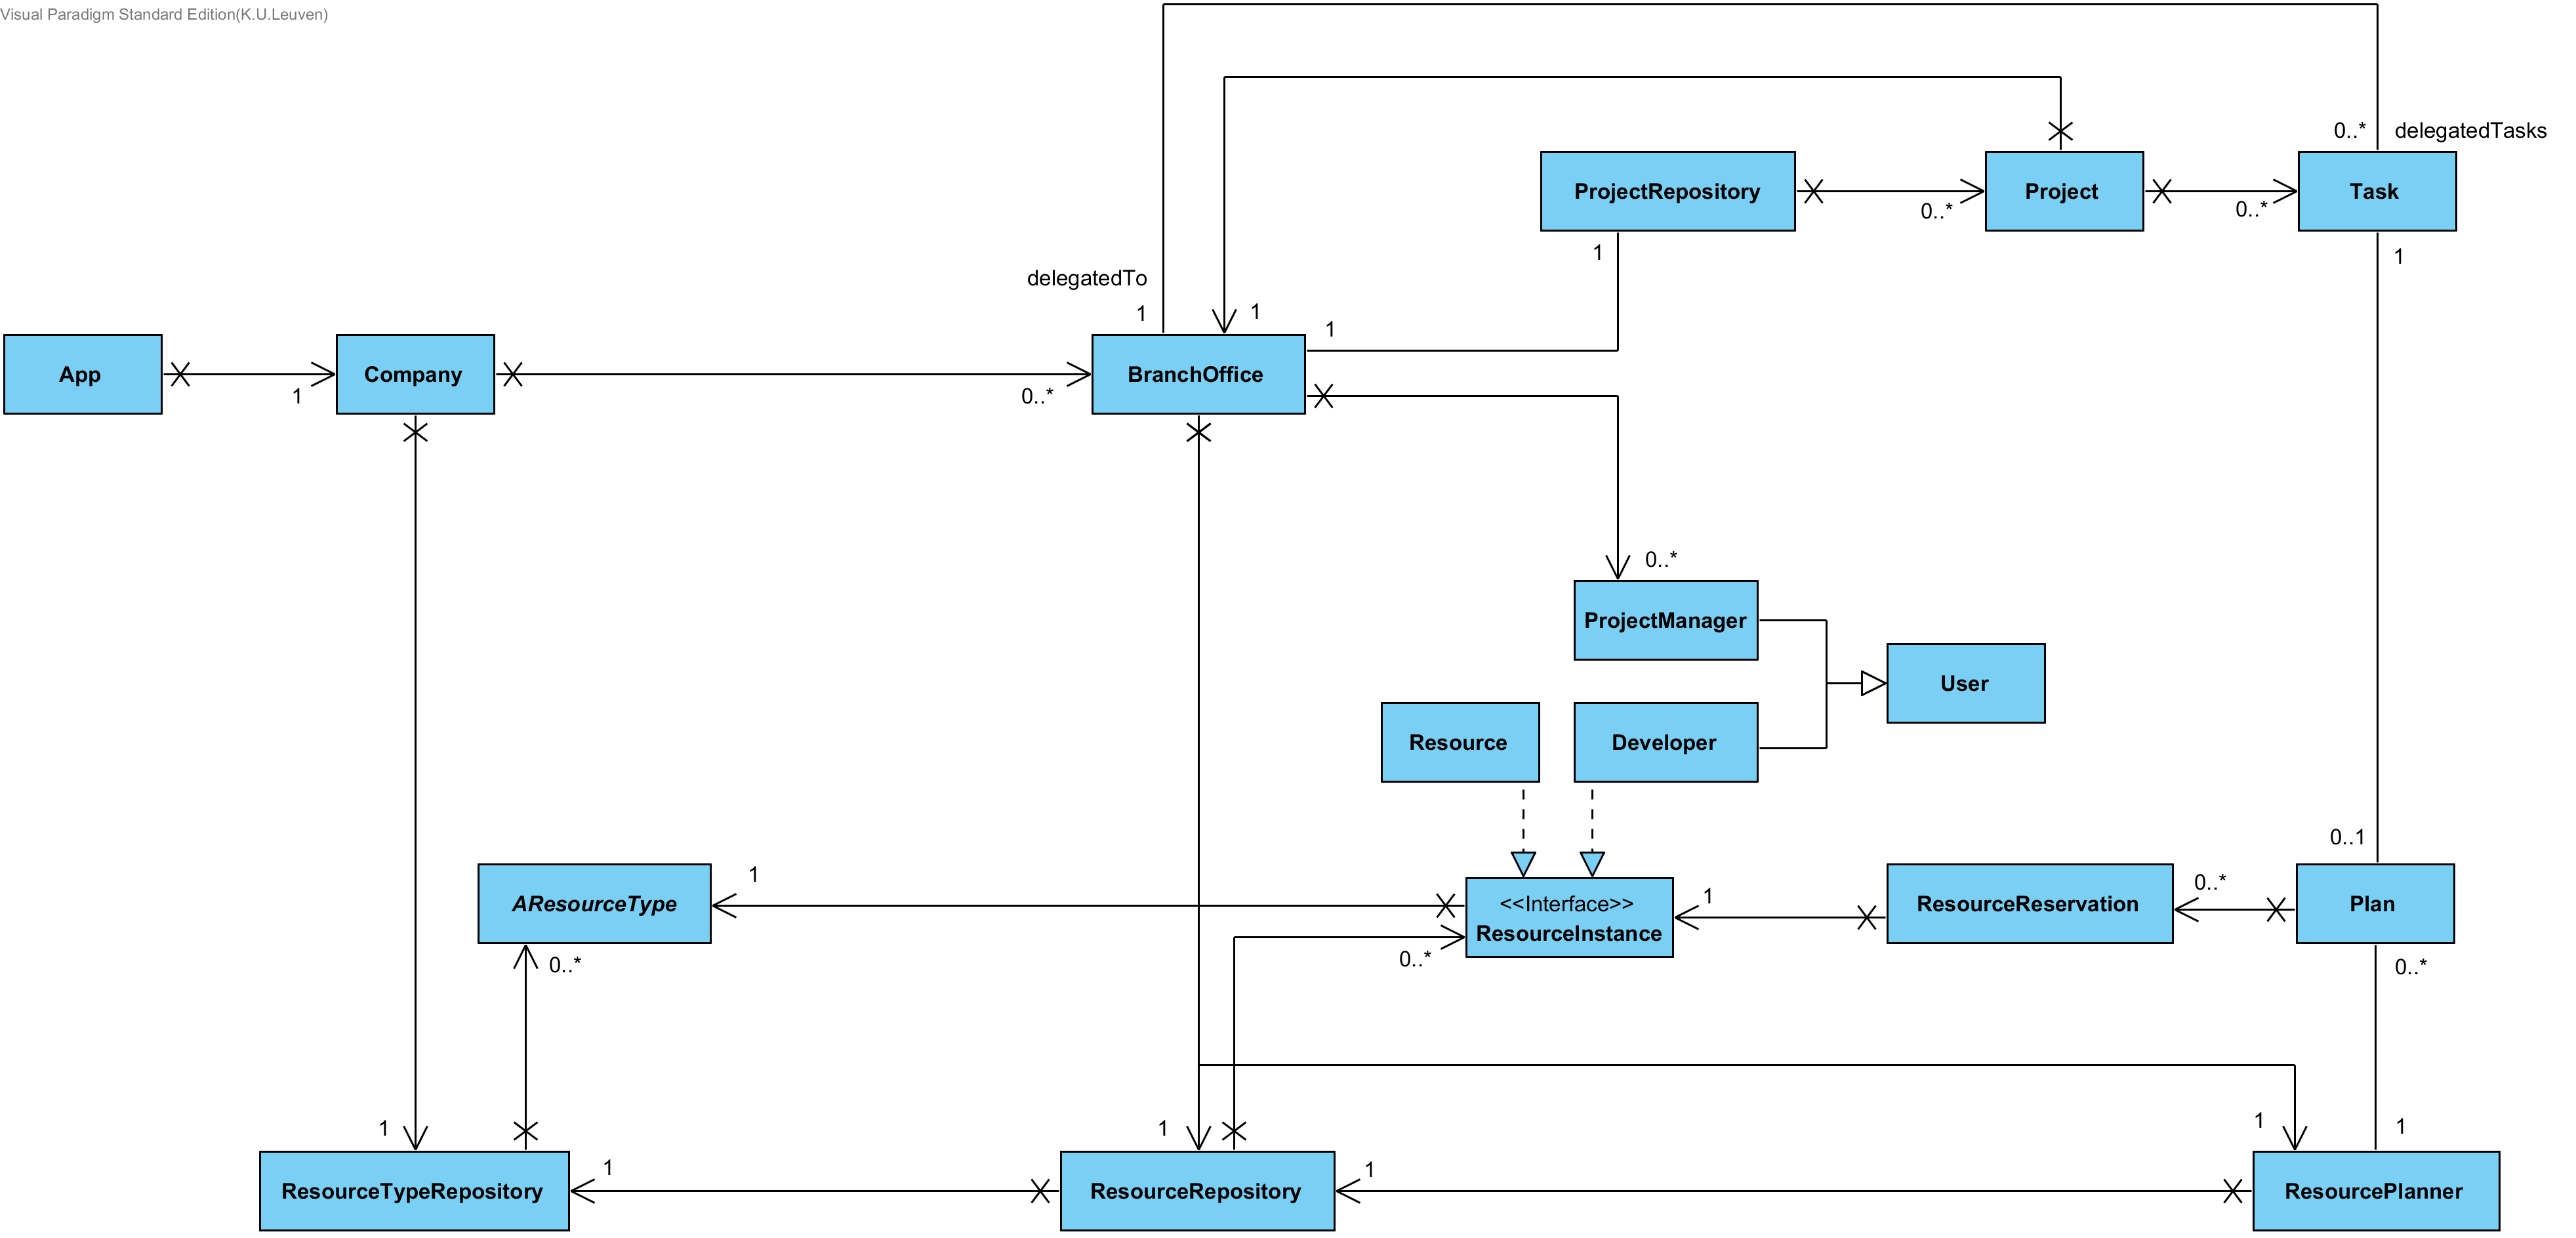 Visual Paradigm Standard Edition(K.U.Leuven)
0..*
delegatedTasks
ProjectRepository
0..*
Project
0..*
Task
1
1
delegatedTo
1
1
1
App
1
Company
0..*
BranchOffice
0..*
ProjectManager
User
Resource
Developer
0..1
AResourceType
1
<<Interface>>
ResourceInstance
1
ResourceReservation
0..*
Plan
0..*
0..*
0..*
1
1
1
1
ResourceTypeRepository
1
ResourceRepository
1
ResourcePlanner